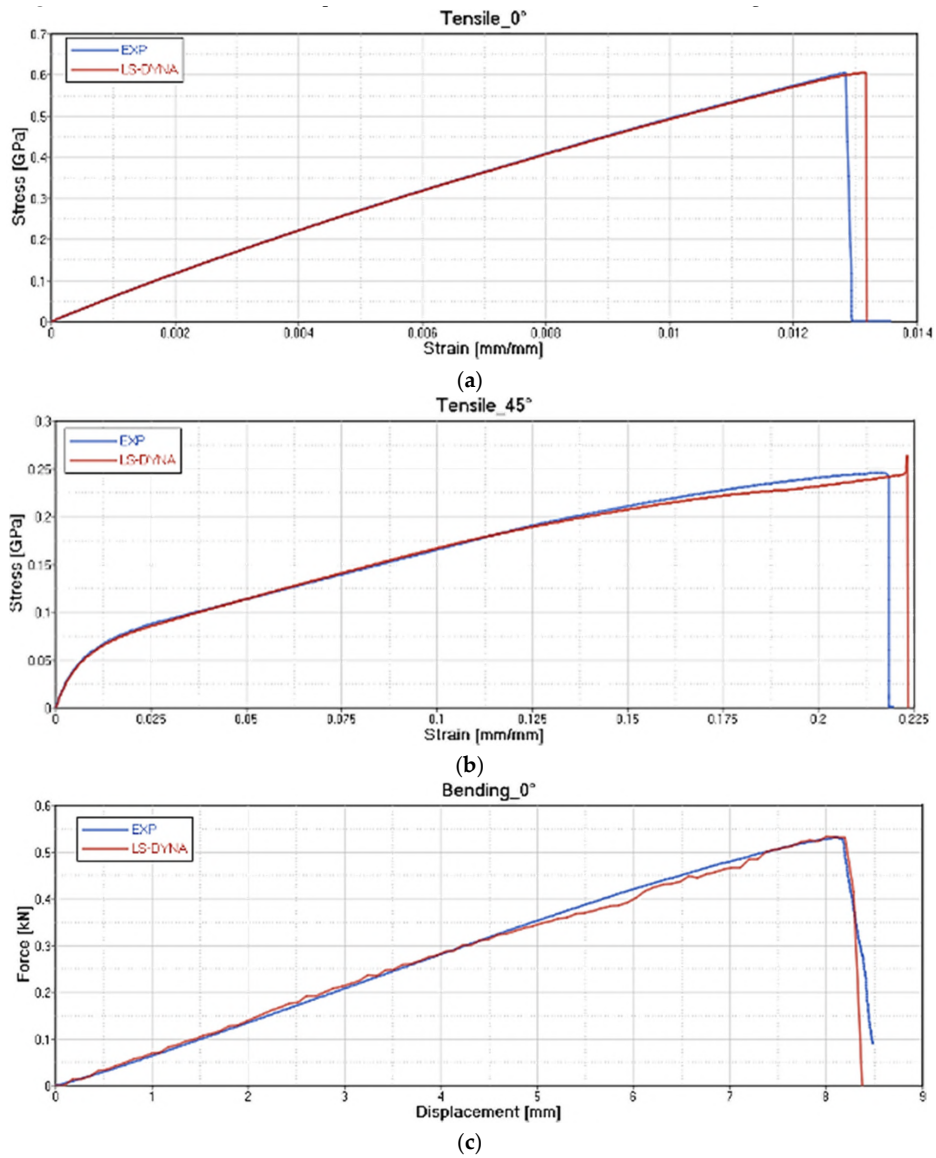 Tensile_0°
0.7
EXP
LS-DYNA
0.6
0.5
0.4
0.3
0.2
0.1
0
Stress [GPa]
0 0.002 0.004 0.006 0.008 0.01 0.012 0.014
Strain [mm/mm]
(a)
Tensile_45°
0.3
EXP
LS-DYNA
0.25
0.2
0.15
0.1
0.05
0
Stress [GPa]
0 0.025 0.05 0.075 0.1 0.125 0.15 0.175 0.2 0.225
Strain [mm/mm]
(b)
Bending_0°
0.6
EXP
LS-DYNA
0.5
0.4
0.3
0.2
0.1
0
Force [kN]
0 1 2 3 4 5 6 7 8 9
Displacement [mm]
(c)